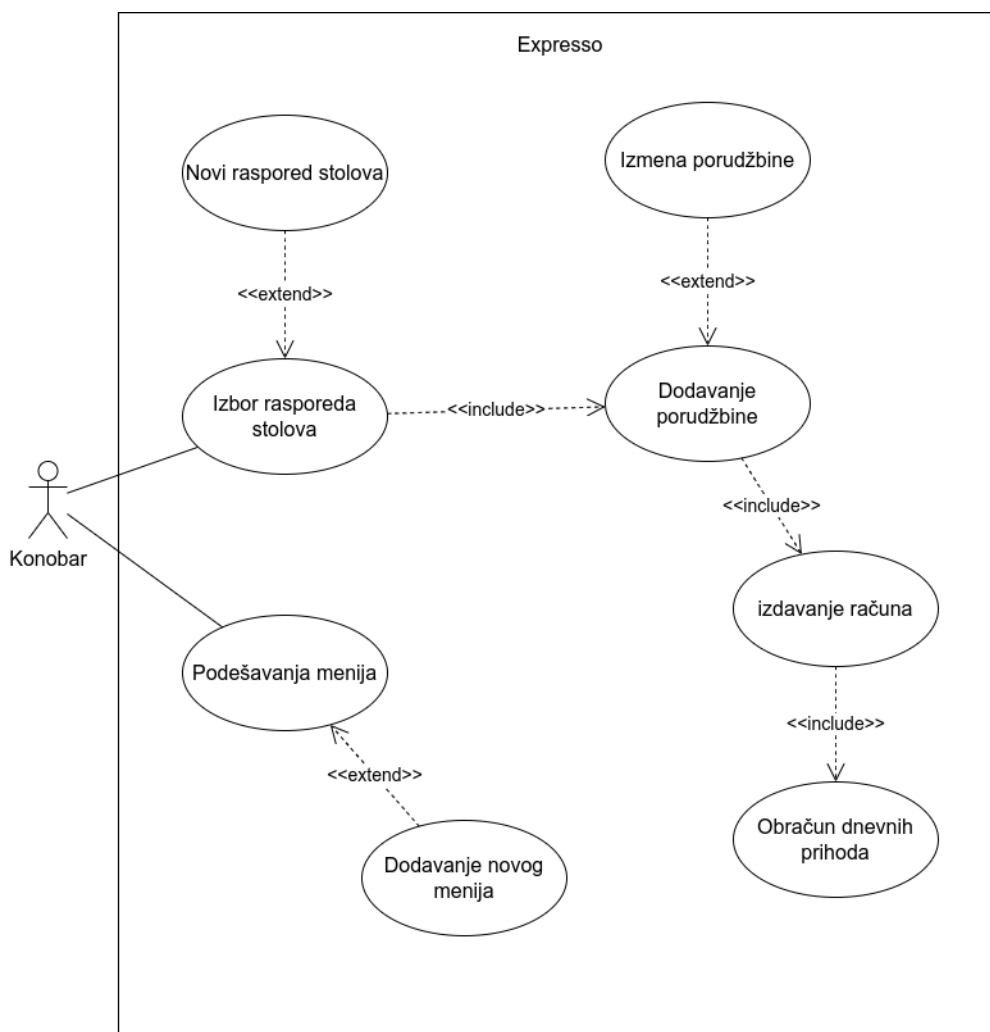 Expresso
Novi raspored stolova
Izmena porudžbine
<<extend>>
<<extend>>
Izbor rasporeda
stolova
<<include>>
Dodavanje
porudžbine
<<include>>
Konobar
izdavanje računa
Podešavanja menija
<<include>>
<<extend>>
Obračun dnevnih
prihoda
Dodavanje novog
menija